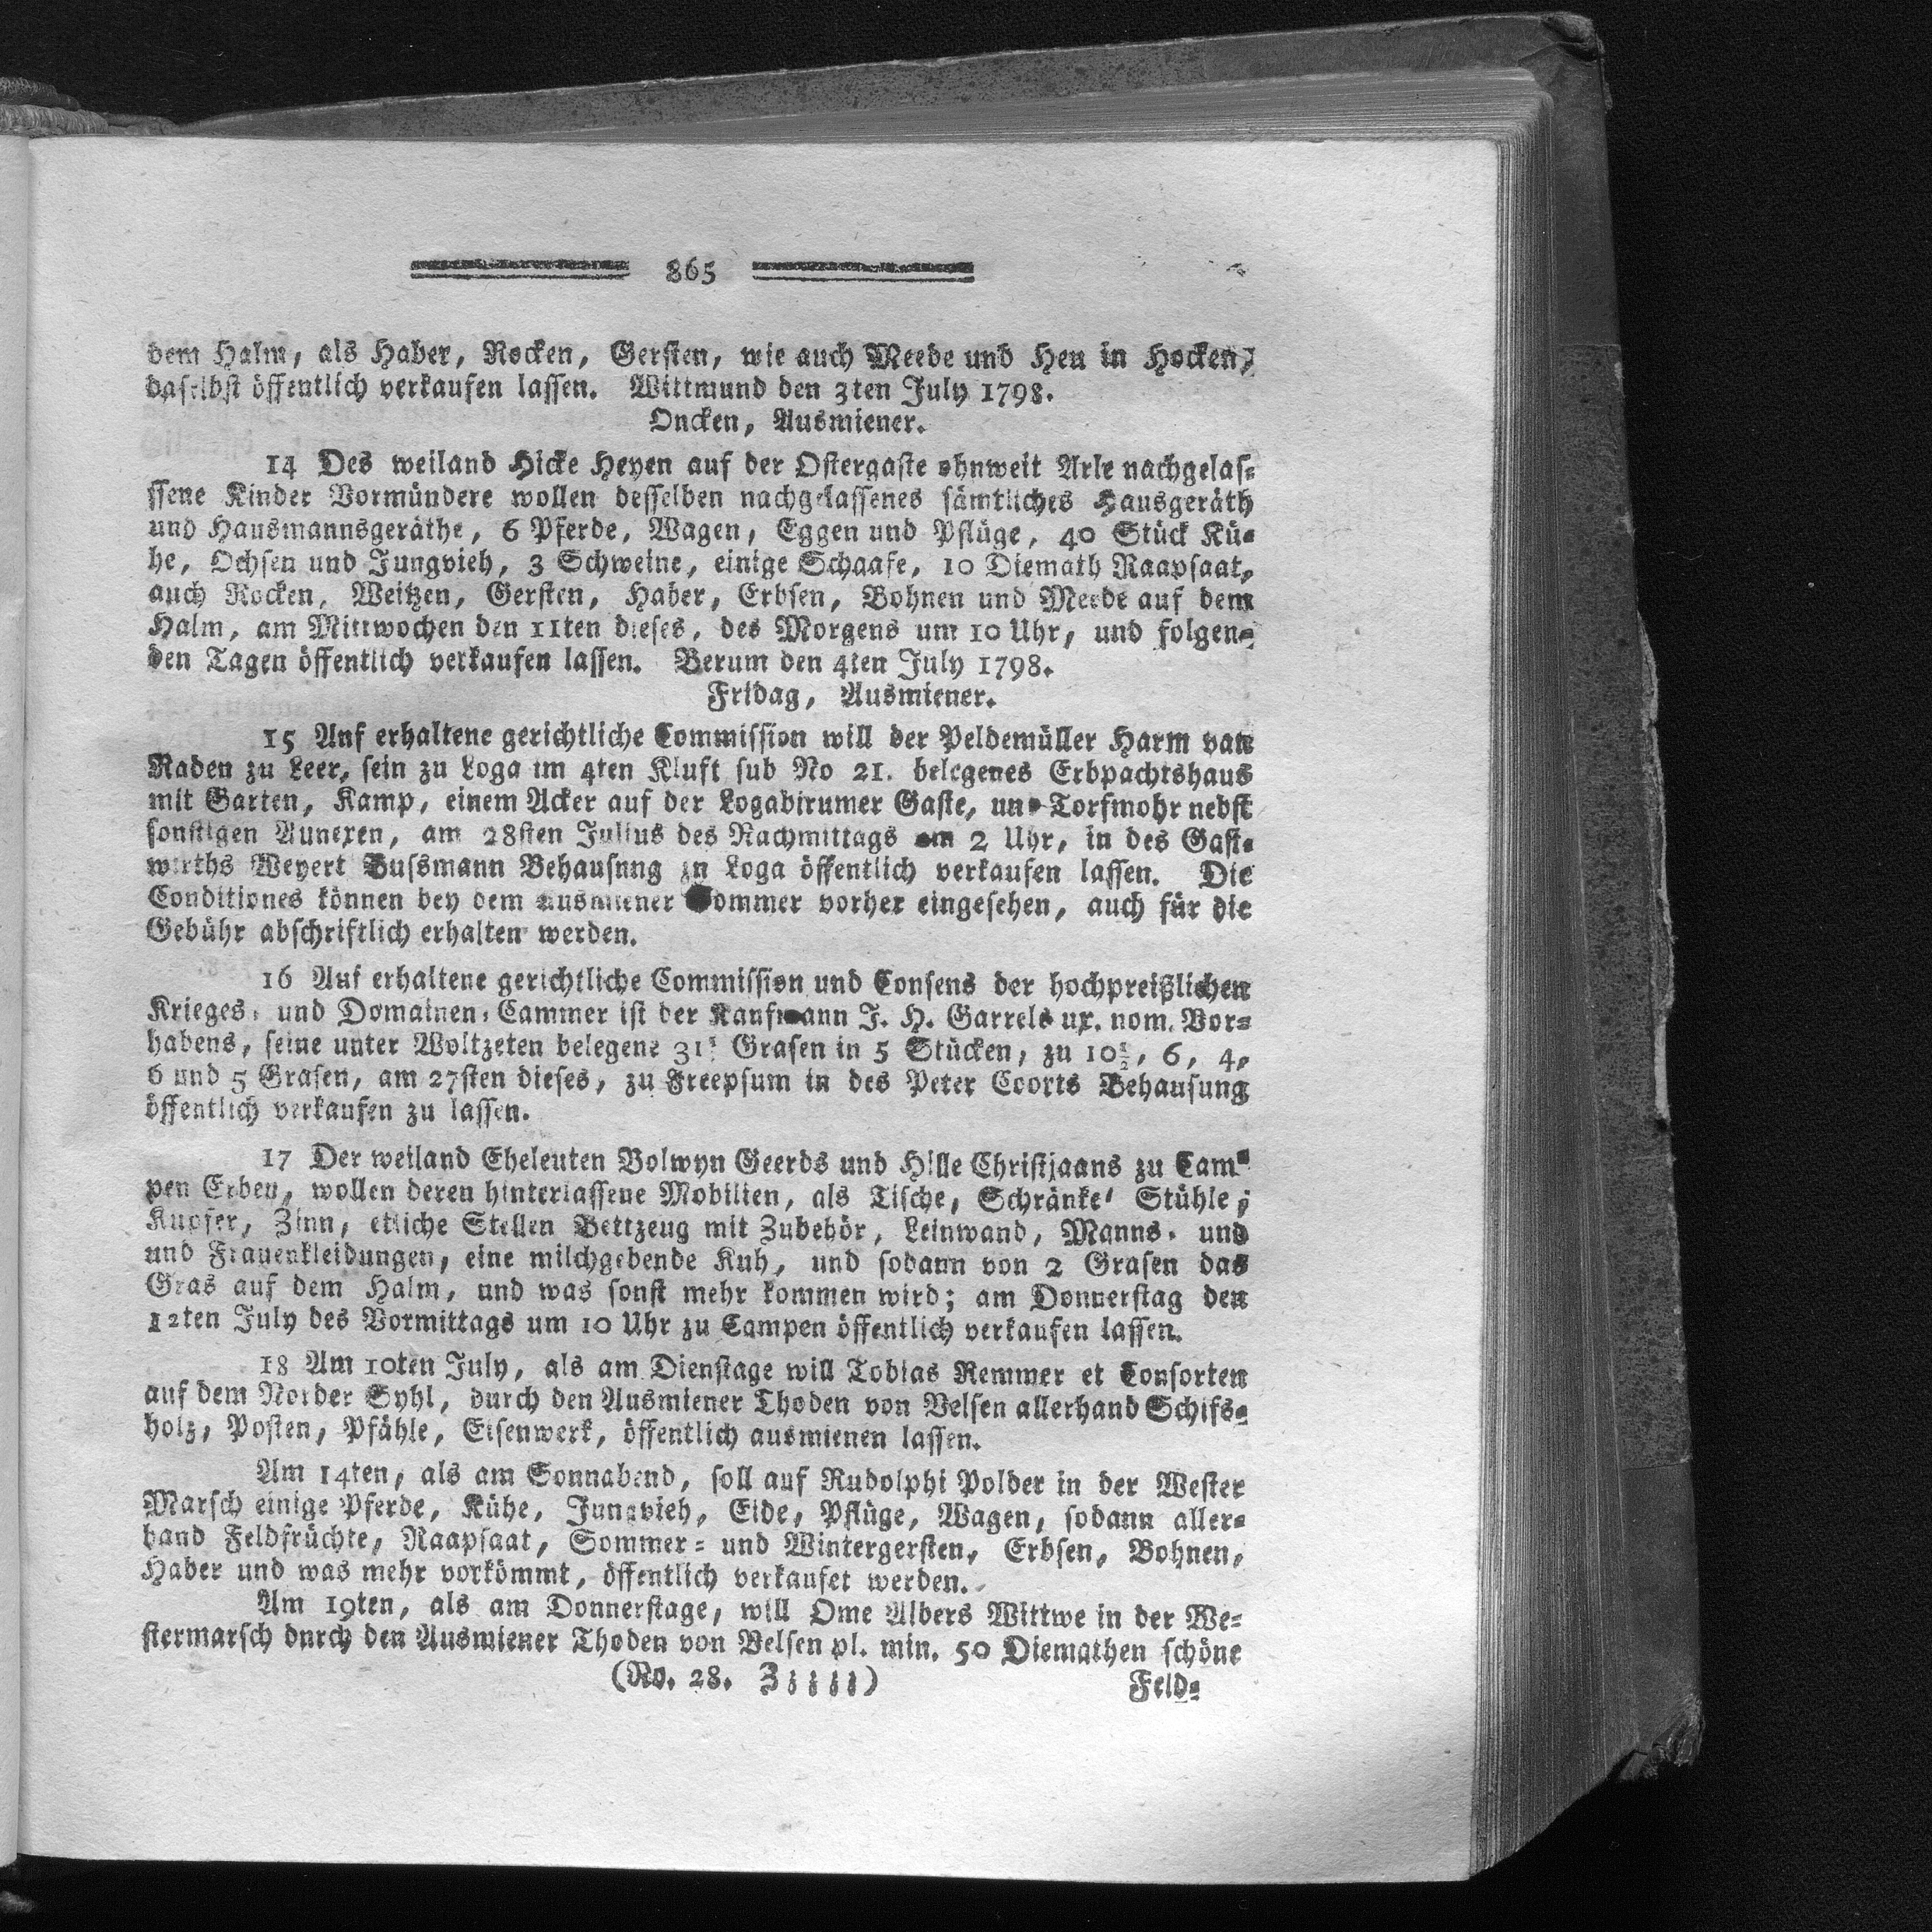 865
dem Halm, als Haber, Rocken, Gersten, wie auch Meede und Heu in Hocken,
daselbst öffentlich verkaufen lassen. Wittmund den 3ten July 1798.
Oncken, Ausmiener.
14 Des weiland Hicke Heyen auf der Ostergaste ohnweit Arle nachgelas-
ssene Kinder Vormündere wollen desselben nachgelassenes sämtliches Hausgeräth
und Hausmannsgeräthe, 6 Pferde, Wagen, Eggen und Pflüge, 40 Stück Kü-
he, Ochsen und Jungvieh, 3 Schweine, einige Schaafe, 10 Diemath Raapsaat,
auch Rocken, Weitzen, Gersten, Haber, Erbsen, Bohnen und Meede auf dem
Halm, am Mittwochen den 11ten dieses, des Morgens um 10 Uhr, und folgen-
den Tagen öffentlich verkaufen lassen. Berum den 4ten July 1798.
Fridag, Ausmiener.
15 Auf erhaltene gerichtliche Commission will der Peldemüller Harm van
Raden zu Leer, sein zu Loga im 4ten Kluft sub No 21. belegenes Erbpachtshaus
mit Garten, Kamp, einem Acker auf der Logabirumer Gaste, un Torfmohr nebst
sonstigen Annexen, am 28sten Julius des Nachmittags um 2 Uhr, in des Gast-
wirths Weyert Bussmann Behausnng zn Loga öffentlich verkaufen lassen. Die
Conditiones können bey dem Ausmiener ommer vorher eingesehen, auch für die
Gebühr abschriftlich erhalten werden.
16 Auf erhaltene gerichtliche Commission und Consens der hochpreißlichen
Krieges- und Domainen-Cammer ist der Kaufmann J. H. Garrels ux. nom. Vor-
habens, seine unter Woltzeten belegene 31½ Grasen in 5 Stücken, zu 10½, 6, 4,
6 und 5 Grasen, am 27sten dieses, zu Freepsum in des Peter Coorts Behausung
öffentlich verkaufen zu lassen.
17 Der weiland Eheleuten Bolwyn Geerds und Hille Christjaans zu Cam-
pen Erben, wollen deren hinterlassene Mobilien, als Tische, Schränke, Stühle,
Kupfer, Zinn, etliche Stellen Bettzeug mit Zubehör, Leinwand, Manns- und
und Frauenkleidungen, eine milchgebende Kuh, und sodann von 2 Grasen das
Gras auf dem Halm, und was sonst mehr kommen wird; am Donnerstag den
12ten July des Vormittags um 10 Uhr zu Campen öffentlich verkaufen lassen.
18 Am 10ten July, als am Dienstage will Tobias Remmer et Consorten
auf dem Norder Syhl, durch den Ausmiener Thoden von Velsen allerhand Schifs-
holz, Posten, Pfähle, Eisenwerk, öffentlich ausmienen lassen.
Am 14ten, als am Sonnabend, soll auf Rudolphi Polder in der Wester
Marsch einige Pferde, Kühe, Jungvieh, Eide, Pflüge, Wagen, sodann aller-
hand Feldfrüchte, Raapsaat, Sommer- und Wintergersten, Erbsen, Bohnen,
Haber und was mehr vorkömmt, öffentlich verkaufet werden.
Am 19ten, als am Donnerstage, will Ome Albers Wittwe in der We-
stermarsch dnrch den Ausmiener Thoden von Velsen pl. min. 50 Diemathen schöne
(No. 28. Zzzzz)
Feld-